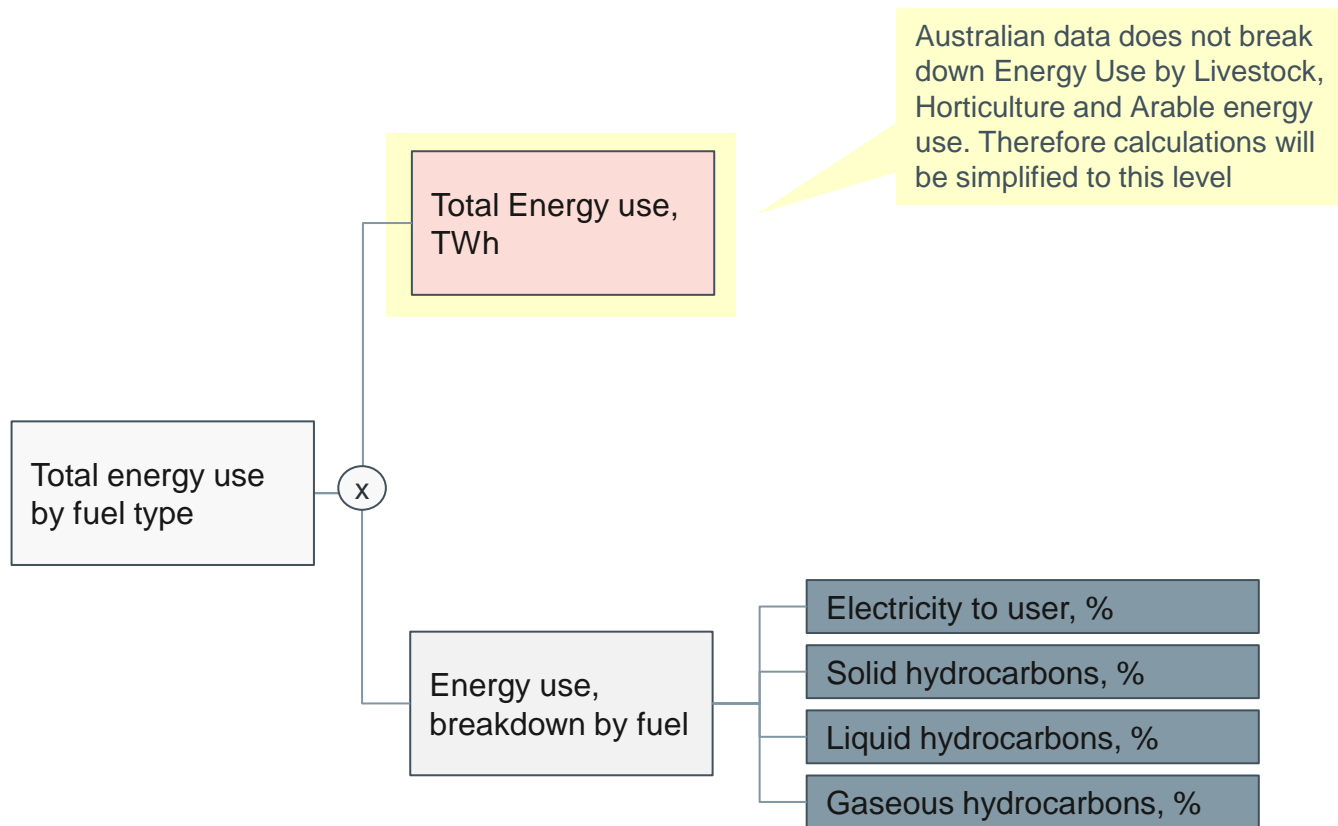 Australian data does not break
down Energy Use by Livestock,
Horticulture and Arable energy
use. Therefore calculations will
be simplified to this level
Total Energy use,
TWh
Total energy use
by fuel type
x
Energy use,
breakdown by fuel
Electricity to user, %
Solid hydrocarbons, %
Liquid hydrocarbons, %
Gaseous hydrocarbons, %